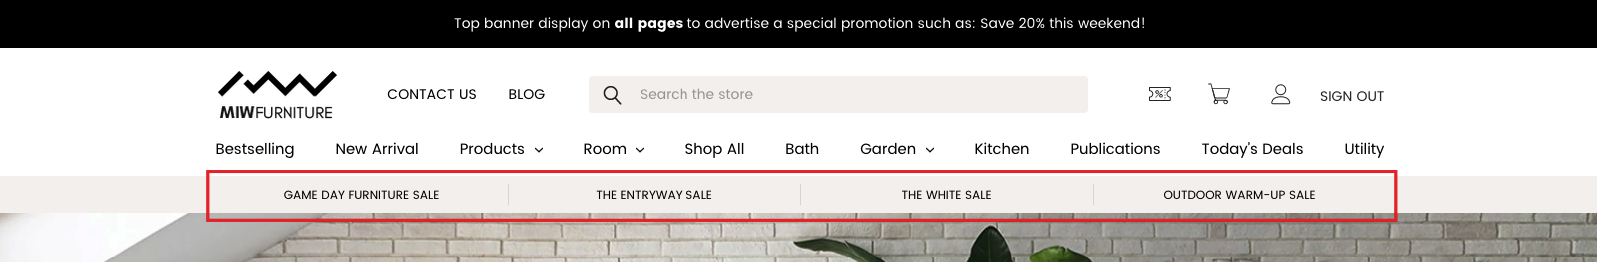 Top banner display on all pages to advertise a special promotion such as: Save 20% this weekend!
MIWFURNITURE
CONTACT US BLOG Search the store % SIGN OUT
Bestselling New Arrival Products Room Shop All Bath Garden Kitchen Publications Today's Deals Utility
GAME DAY FURNITURE SALE THE ENTRYWAY SALE THE WHITE SALE OUTDOOR WARM-UP SALE